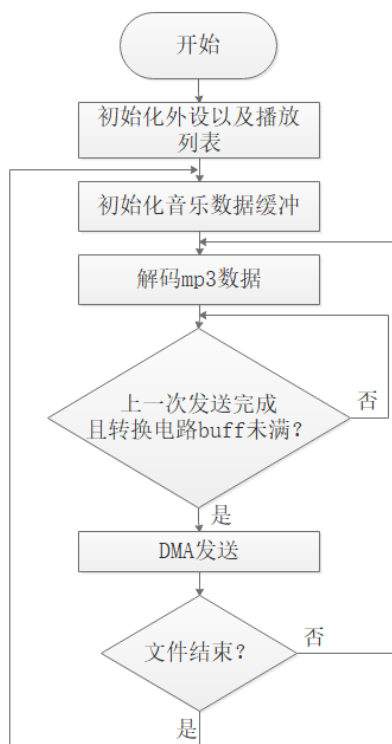 开始
初始化外设以及播放
列表
初始化音乐数据缓冲
解码mp3数据
上一次发送完成
且转换电路buff未满？
否
是
DMA发送
文件结束？
否
是